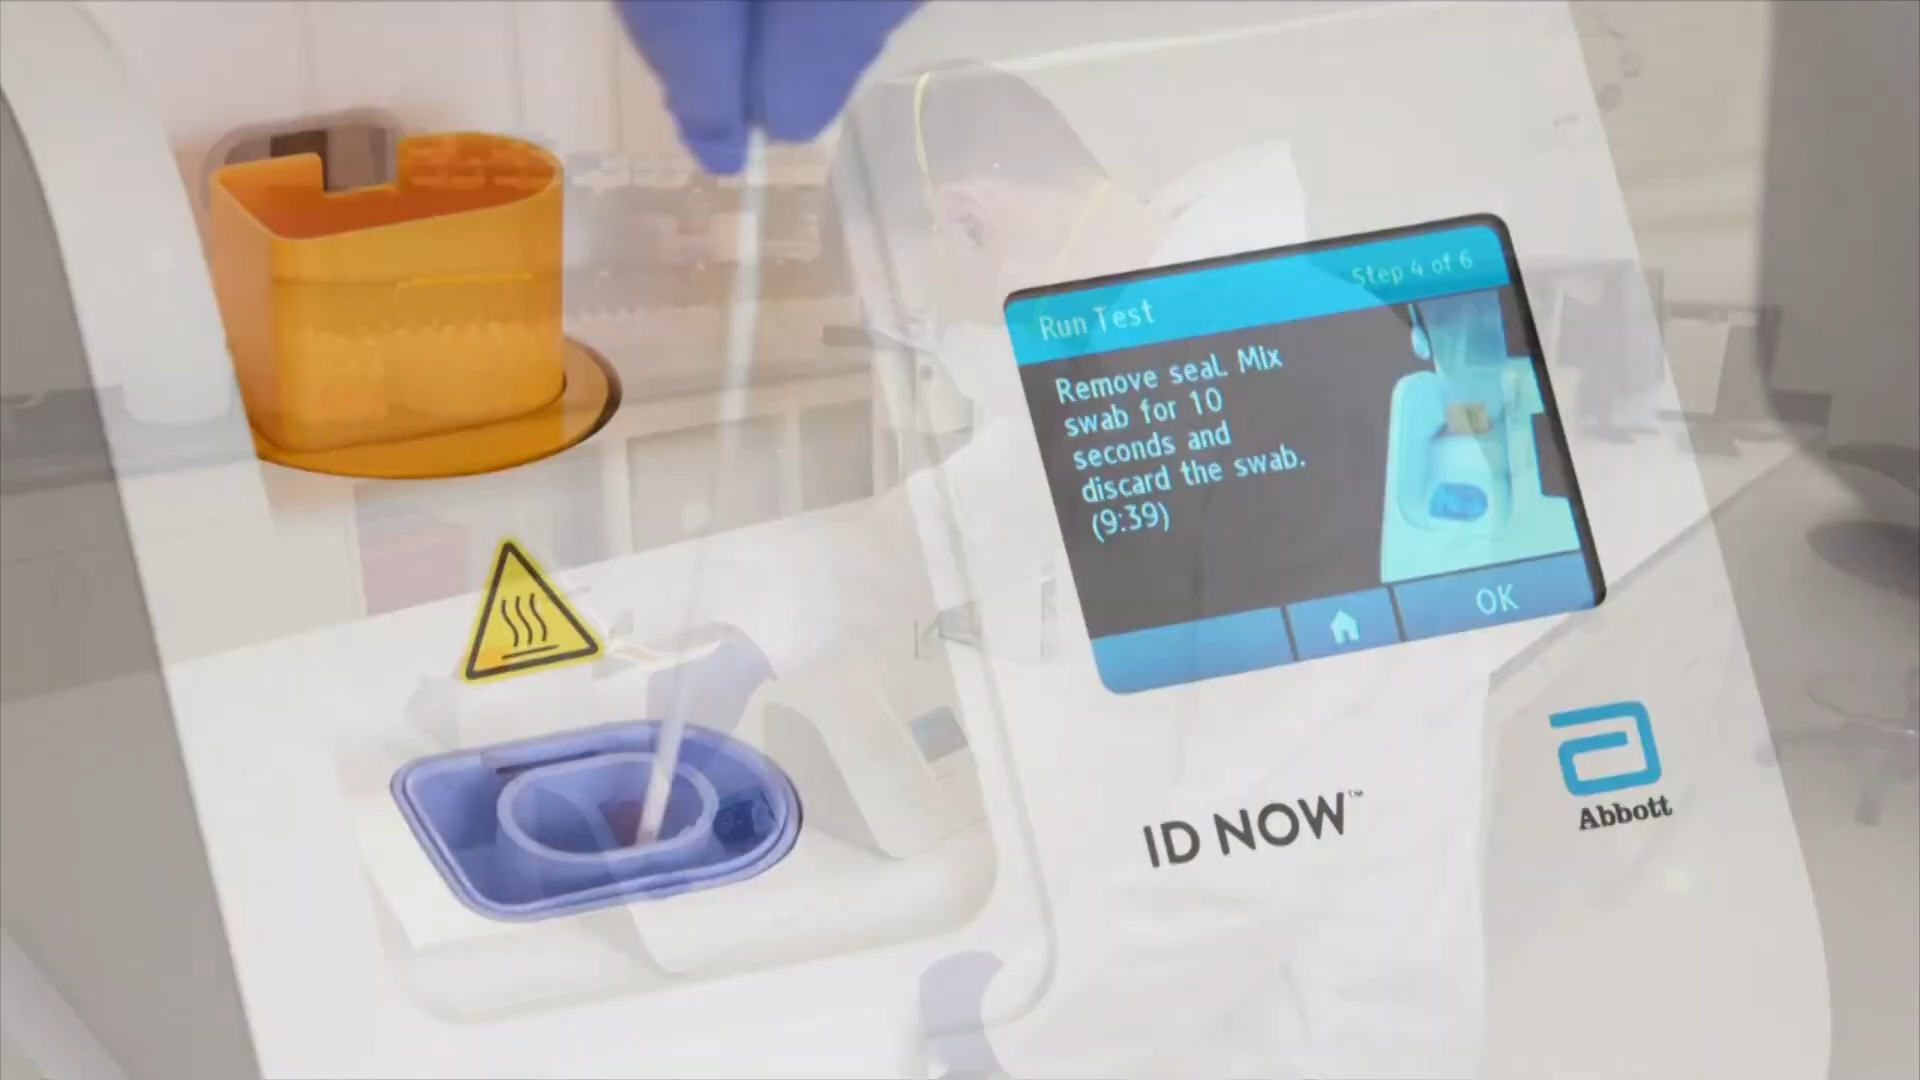 Run Test
Step 4 of 6
Remove seal. Mix
swab for 10
seconds and
discard the swab.
(9:39)
OK
ID NOW™
Abbott